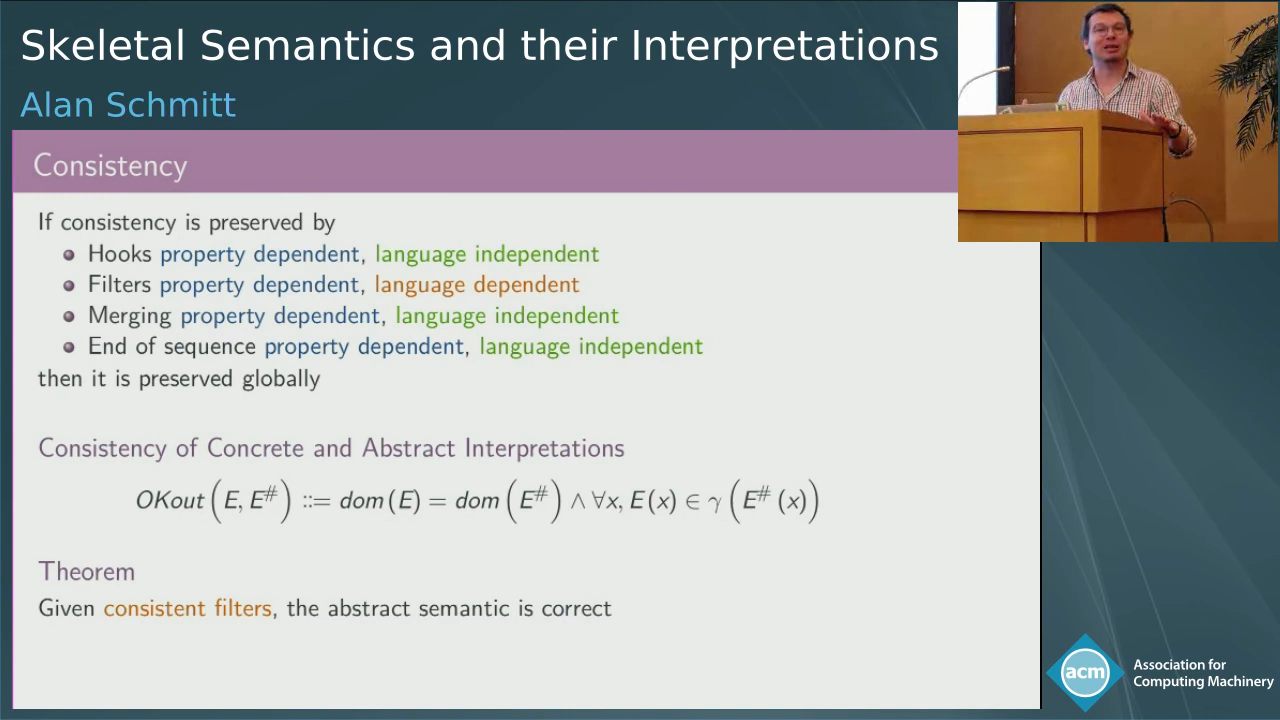 Skeletal Semantics and their Interpretations
Alan Schmitt
Consistency
If consistency is preserved by
Hooks property dependent, language independent
Filters property dependent, language dependent
Merging property dependent, language independent
End of sequence property dependent, language independent
then it is preserved globally
Consistency of Concrete and Abstract Interpretations
OKout (E, E^#) ::= dom (E) = dom (E^#) ∧ ∀x, E (x) ∈ γ (E^# (x))
Theorem
Given consistent filters, the abstract semantic is correct
acm
Association for
Computing Machinery